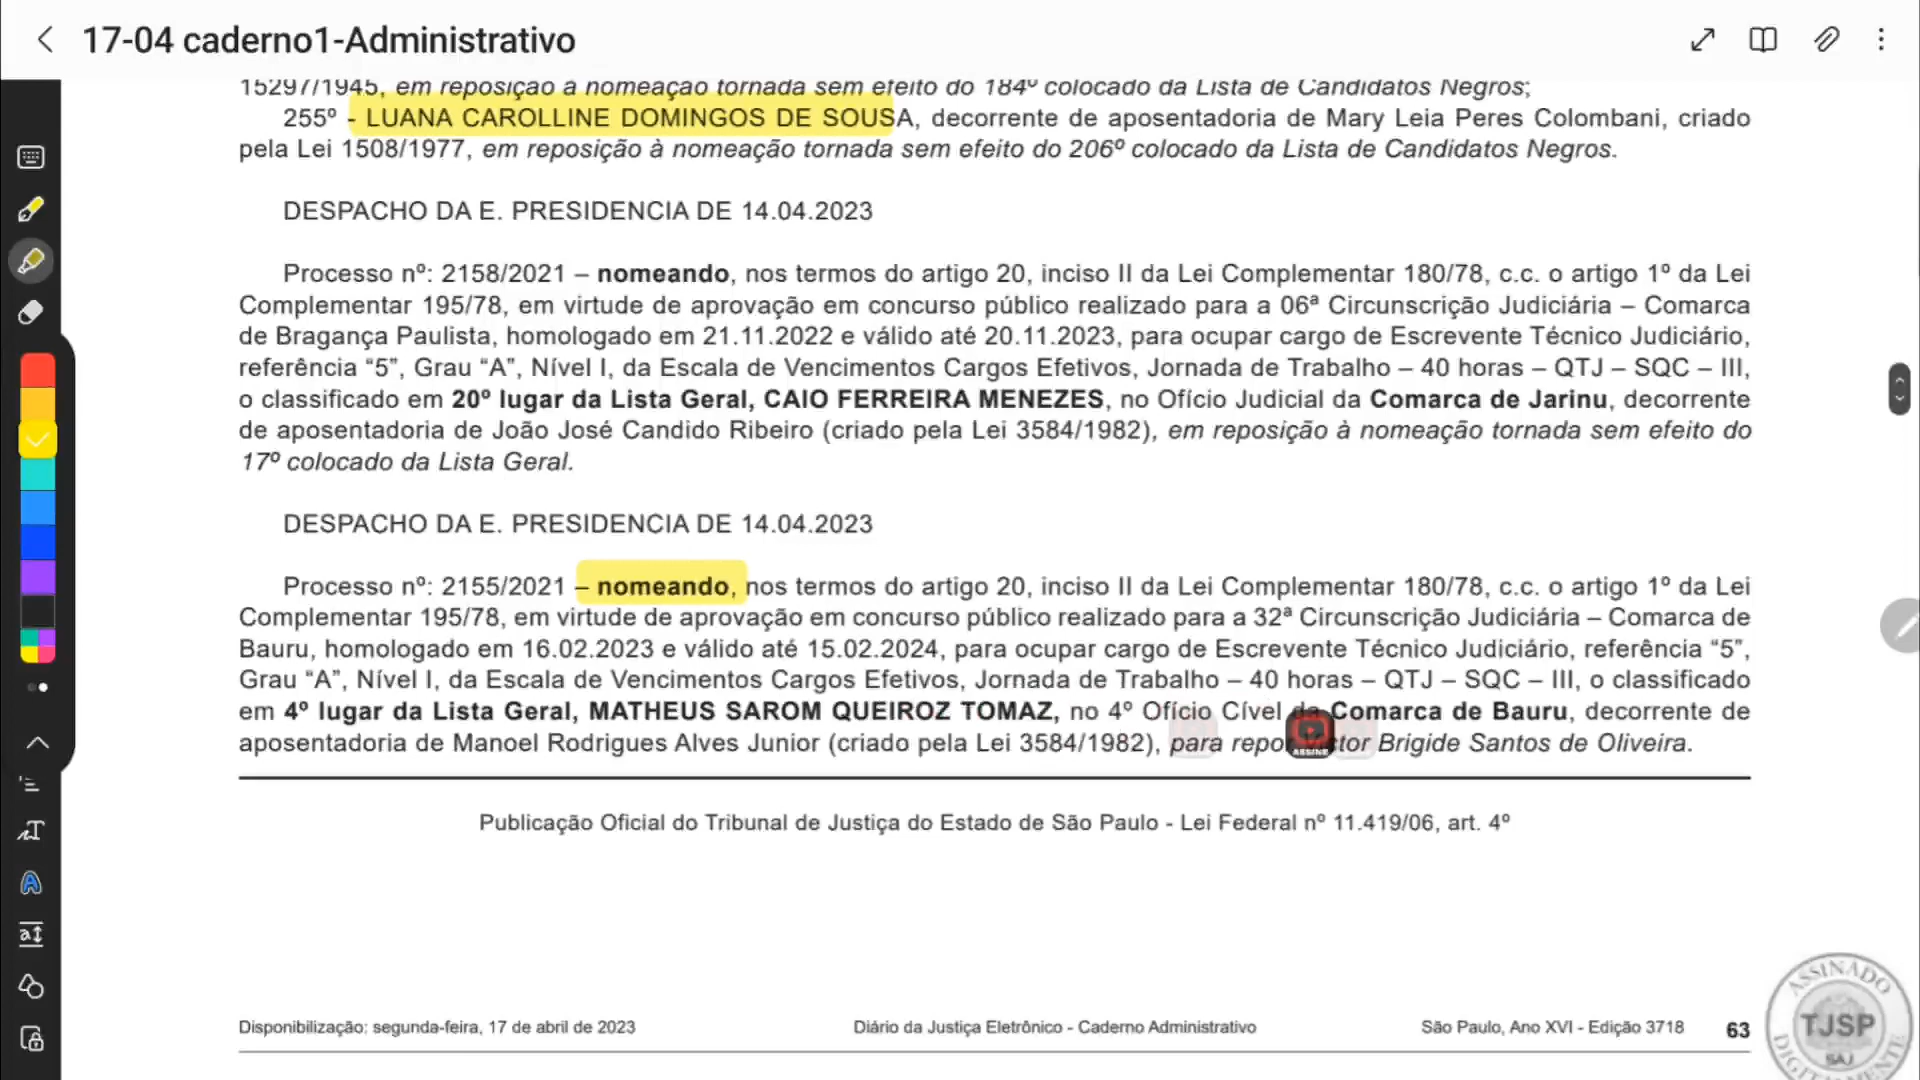 17-04 caderno1-Administrativo
15297/1945, em reposição à nomeação tornada sem efeito do 184º colocado da Lista de Candidatos Negros;
255º - LUANA CAROLLINE DOMINGOS DE SOUSA, decorrente de aposentadoria de Mary Leia Peres Colombani, criado
pela Lei 1508/1977, em reposição à nomeação tornada sem efeito do 206º colocado da Lista de Candidatos Negros.
DESPACHO DA E. PRESIDENCIA DE 14.04.2023
Processo nº: 2158/2021 – nomeando, nos termos do artigo 20, inciso II da Lei Complementar 180/78, c.c. o artigo 1º da Lei
Complementar 195/78, em virtude de aprovação em concurso público realizado para a 06ª Circunscrição Judiciária – Comarca
de Bragança Paulista, homologado em 21.11.2022 e válido até 20.11.2023, para ocupar cargo de Escrevente Técnico Judiciário,
referência “5”, Grau “A”, Nível I, da Escala de Vencimentos Cargos Efetivos, Jornada de Trabalho – 40 horas – QTJ – SQC – III,
o classificado em 20º lugar da Lista Geral, CAIO FERREIRA MENEZES, no Ofício Judicial da Comarca de Jarinu, decorrente
de aposentadoria de João José Candido Ribeiro (criado pela Lei 3584/1982), em reposição à nomeação tornada sem efeito do
17º colocado da Lista Geral.
DESPACHO DA E. PRESIDENCIA DE 14.04.2023
Processo nº: 2155/2021 – nomeando, nos termos do artigo 20, inciso II da Lei Complementar 180/78, c.c. o artigo 1º da Lei
Complementar 195/78, em virtude de aprovação em concurso público realizado para a 32ª Circunscrição Judiciária – Comarca de
Bauru, homologado em 16.02.2023 e válido até 15.02.2024, para ocupar cargo de Escrevente Técnico Judiciário, referência “5”,
Grau “A”, Nível I, da Escala de Vencimentos Cargos Efetivos, Jornada de Trabalho – 40 horas – QTJ – SQC – III, o classificado
em 4º lugar da Lista Geral, MATHEUS SAROM QUEIROZ TOMAZ, no 4º Ofício Cível da Comarca de Bauru, decorrente de
aposentadoria de Manoel Rodrigues Alves Junior (criado pela Lei 3584/1982), para repor Brigide Santos de Oliveira.
ASSINE
Publicação Oficial do Tribunal de Justiça do Estado de São Paulo - Lei Federal nº 11.419/06, art. 4º
Disponibilização: segunda-feira, 17 de abril de 2023
Diário da Justiça Eletrônico - Caderno Administrativo
São Paulo, Ano XVI - Edição 3718
63
ASSINADO
TJSP
SAJ